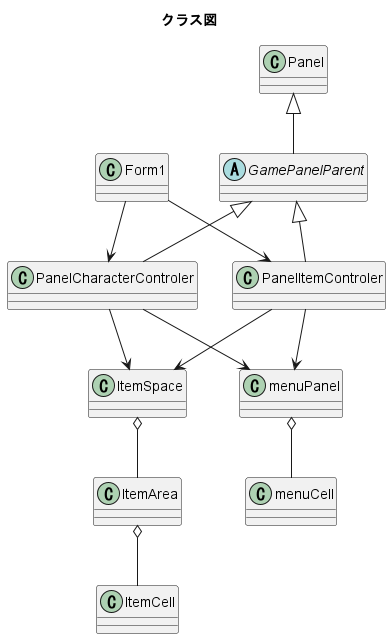 クラス図
C Panel
C Form1
A GamePanelParent
C PanelCharacterControler
C PanelItemControler
C ItemSpace
C menuPanel
C ItemArea
C menuCell
C ItemCell